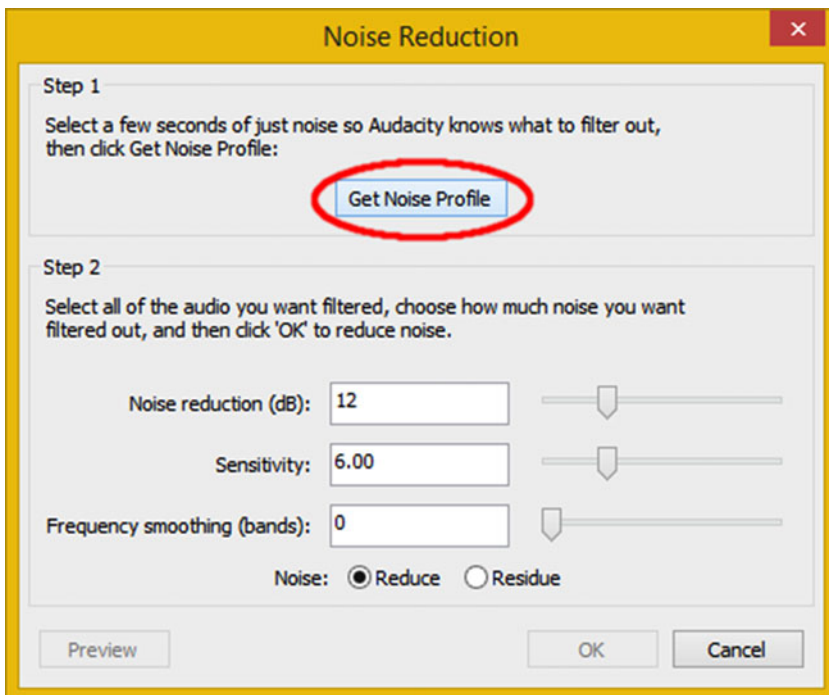 Noise Reduction
Step 1
Select a few seconds of just noise so Audacity knows what to filter out,
then click Get Noise Profile:
Get Noise Profile
Step 2
Select all of the audio you want filtered, choose how much noise you want
filtered out, and then click 'OK' to reduce noise.
Noise reduction (dB): 12
Sensitivity: 6.00
Frequency smoothing (bands): 0
Noise: Reduce Residue
Preview OK Cancel